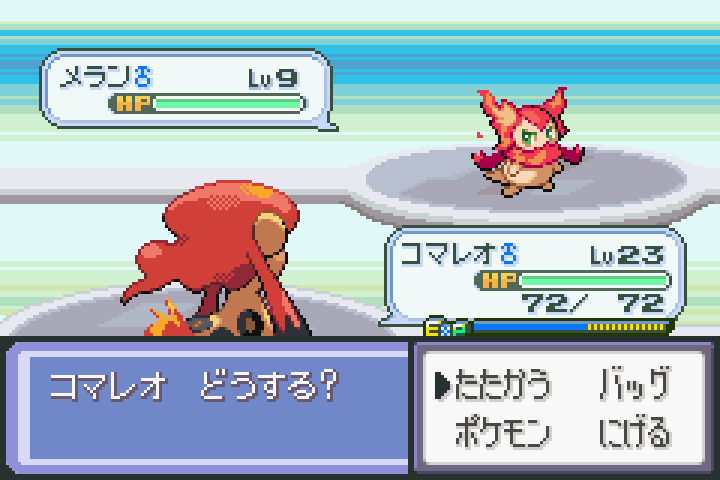 メラン♂ Lv9
HP
コマレオ♂ Lv23
HP
72/ 72
EXP
コマレオ どうする?
▶たたかう バッグ
ポケモン にげる